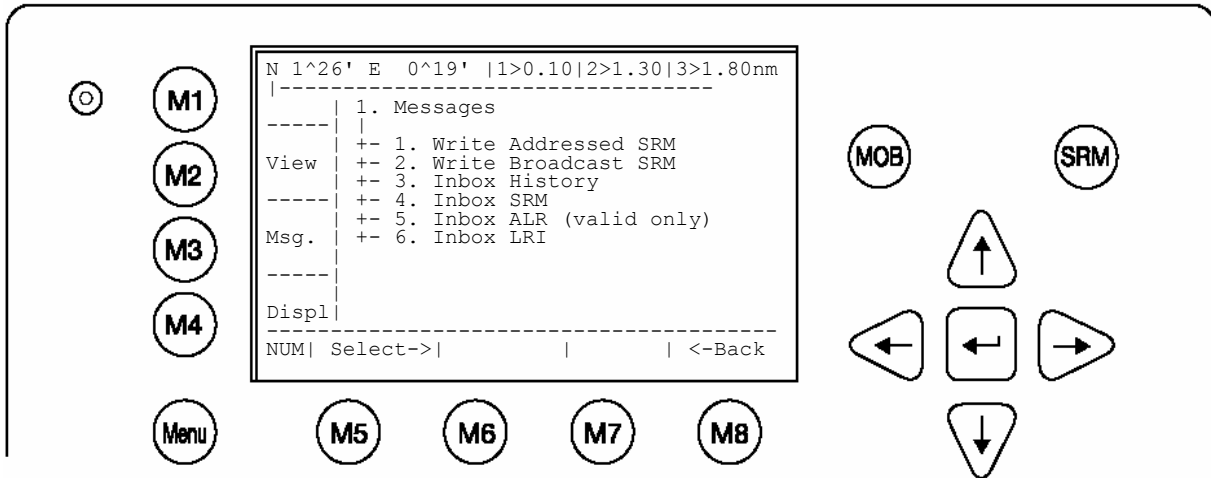 N 1^26' E  0^19' |1>0.10|2>1.30|3>1.80nm
|----------------------------------
| 1. Messages
-----| |
+- 1. Write Addressed SRM
View | +- 2. Write Broadcast SRM
| +- 3. Inbox History
-----| +- 4. Inbox SRM
| +- 5. Inbox ALR (valid only)
Msg. | +- 6. Inbox LRI
-----|
Displ|
----------------------------------------
NUM| Select->|         |       | <-Back
M1
M2
M3
M4
Menu
M5
M6
M7
M8
MOB
SRM